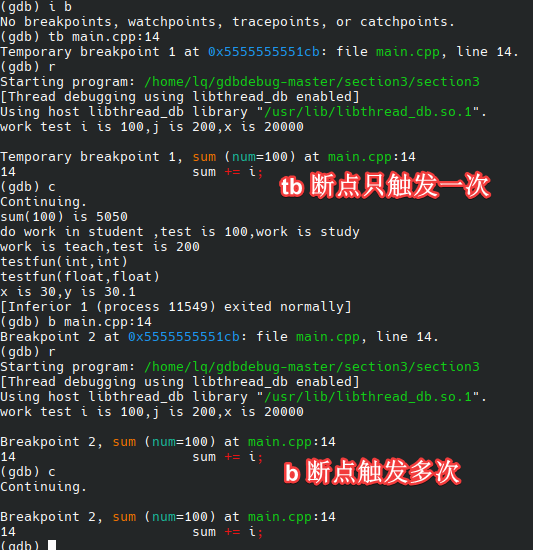 (gdb) i b
No breakpoints, watchpoints, tracepoints, or catchpoints.
(gdb) tb main.cpp:14
Temporary breakpoint 1 at 0x5555555551cb: file main.cpp, line 14.
(gdb) r
Starting program: /home/lq/gdbdebug-master/section3/section3
[Thread debugging using libthread_db enabled]
Using host libthread_db library "/usr/lib/libthread_db.so.1".
work test i is 100,j is 200,x is 20000
Temporary breakpoint 1, sum (num=100) at main.cpp:14
14 sum += i;
tb 断点只触发一次
(gdb) c
Continuing.
sum(100) is 5050
do work in student ,test is 100,work is study
work is teach,test is 200
testfun(int,int)
testfun(float,float)
x is 30,y is 30.1
[Inferior 1 (process 11549) exited normally]
(gdb) b main.cpp:14
Breakpoint 2 at 0x5555555551cb: file main.cpp, line 14.
(gdb) r
Starting program: /home/lq/gdbdebug-master/section3/section3
[Thread debugging using libthread_db enabled]
Using host libthread_db library "/usr/lib/libthread_db.so.1".
work test i is 100,j is 200,x is 20000
Breakpoint 2, sum (num=100) at main.cpp:14
14 sum += i;
b 断点触发多次
(gdb) c
Continuing.
Breakpoint 2, sum (num=100) at main.cpp:14
14 sum += i;
(gdb)